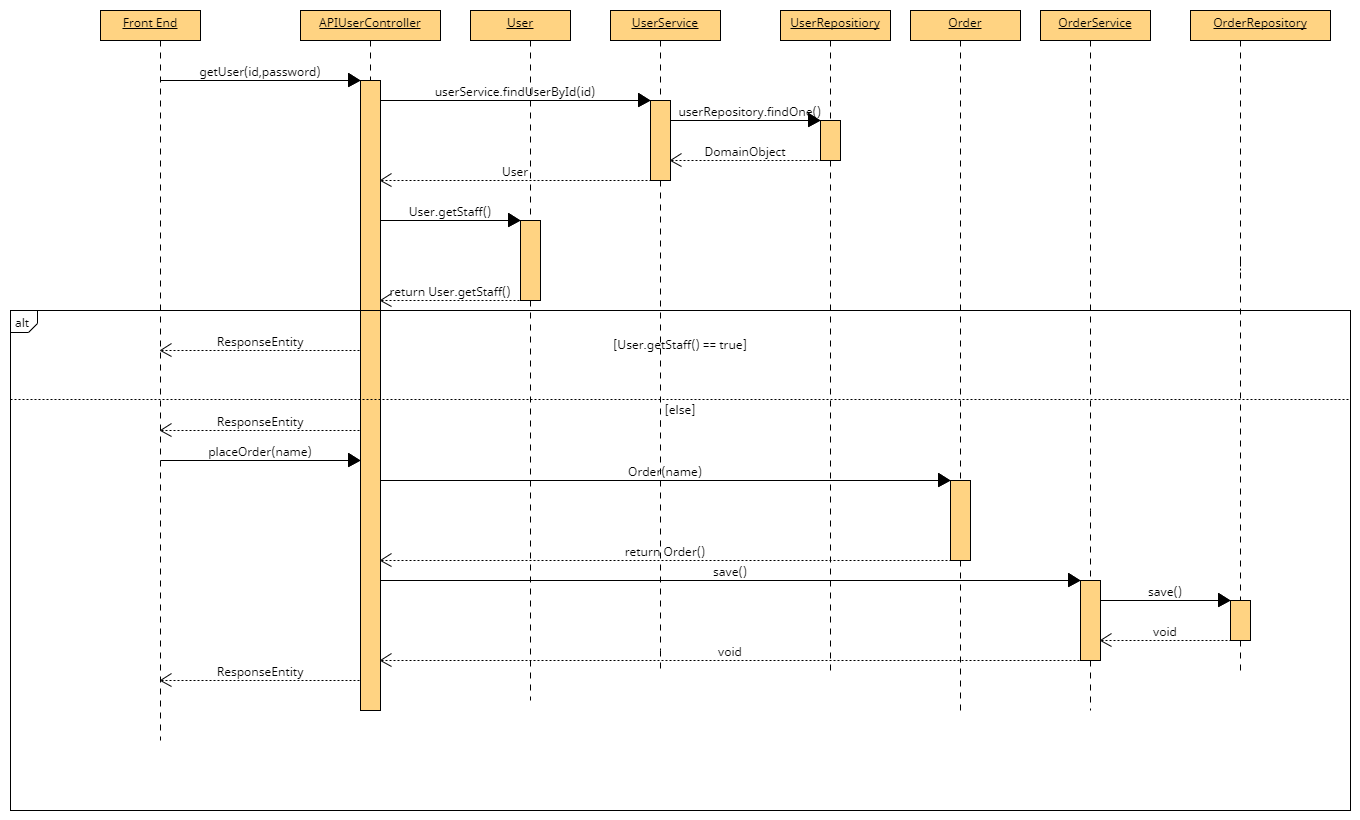 Front End
APIUserController
User
UserService
UserRepositiory
Order
OrderService
OrderRepository
getUser(id,password)
userService.findUserById(id)
userRepository.findOne()
DomainObject
User
User.getStaff()
return User.getStaff()
alt
ResponseEntity
[User.getStaff() == true]
[else]
ResponseEntity
placeOrder(name)
Order(name)
return Order()
save()
save()
void
void
ResponseEntity